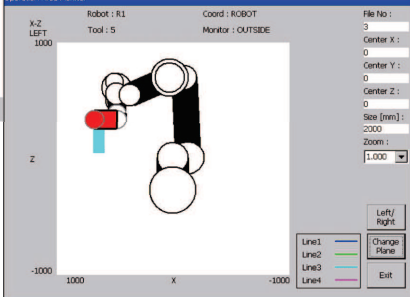 Robot : R1
Coord : ROBOT
File No :
X-Z
LEFT
Tool : 5
Monitor : OUTSIDE
3
Center X :
0
Center Y :
0
Center Z :
0
Size [mm] :
2000
Zoom :
1.000
1000
Z
-1000
1000
X
-1000
Line1
Line2
Line3
Line4
Left/
Right
Change
Plane
Exit